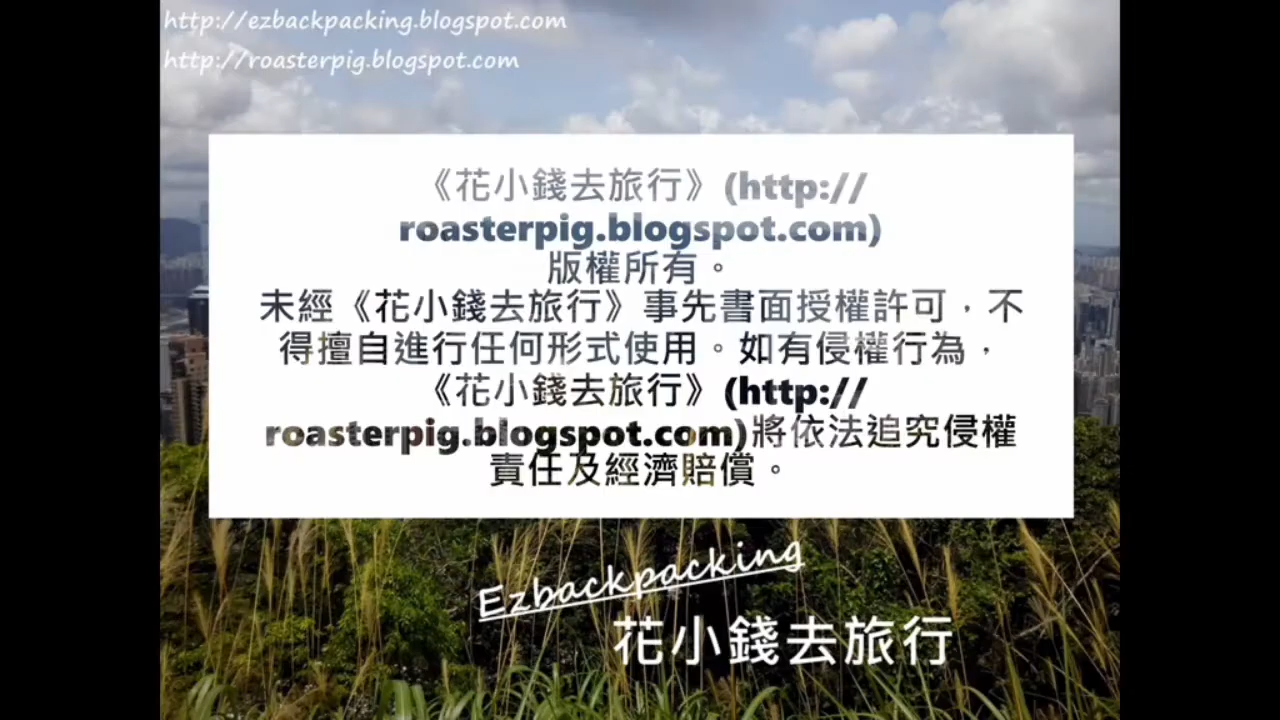 http://ezbackpacking.blogspot.com
http://roasterpig.blogspot.com
《花小錢去旅行》(http://
roasterpig.blogspot.com)
版權所有。
未經《花小錢去旅行》事先書面授權許可，不
得擅自進行任何形式使用。如有侵權行為，
《花小錢去旅行》(http://
roasterpig.blogspot.com)將依法追究侵權
責任及經濟賠償。
Ezbackpacking
花小錢去旅行